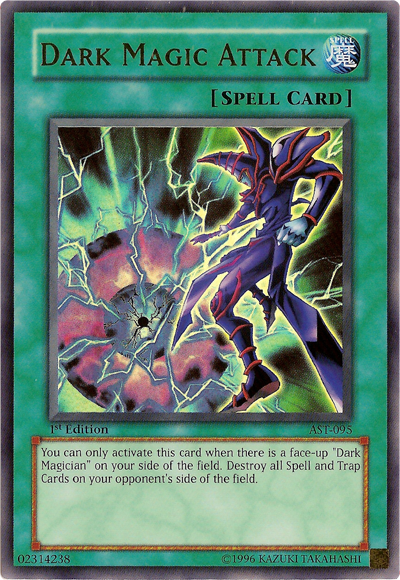 DARK MAGIC ATTACK
SPELL
魔
[SPELL CARD]
1st Edition
AST-095
You can only activate this card when there is a face-up "Dark
Magician" on your side of the field. Destroy all Spell and Trap
Cards on your opponent's side of the field.
02314238
©1996 KAZUKI TAKAHASHI